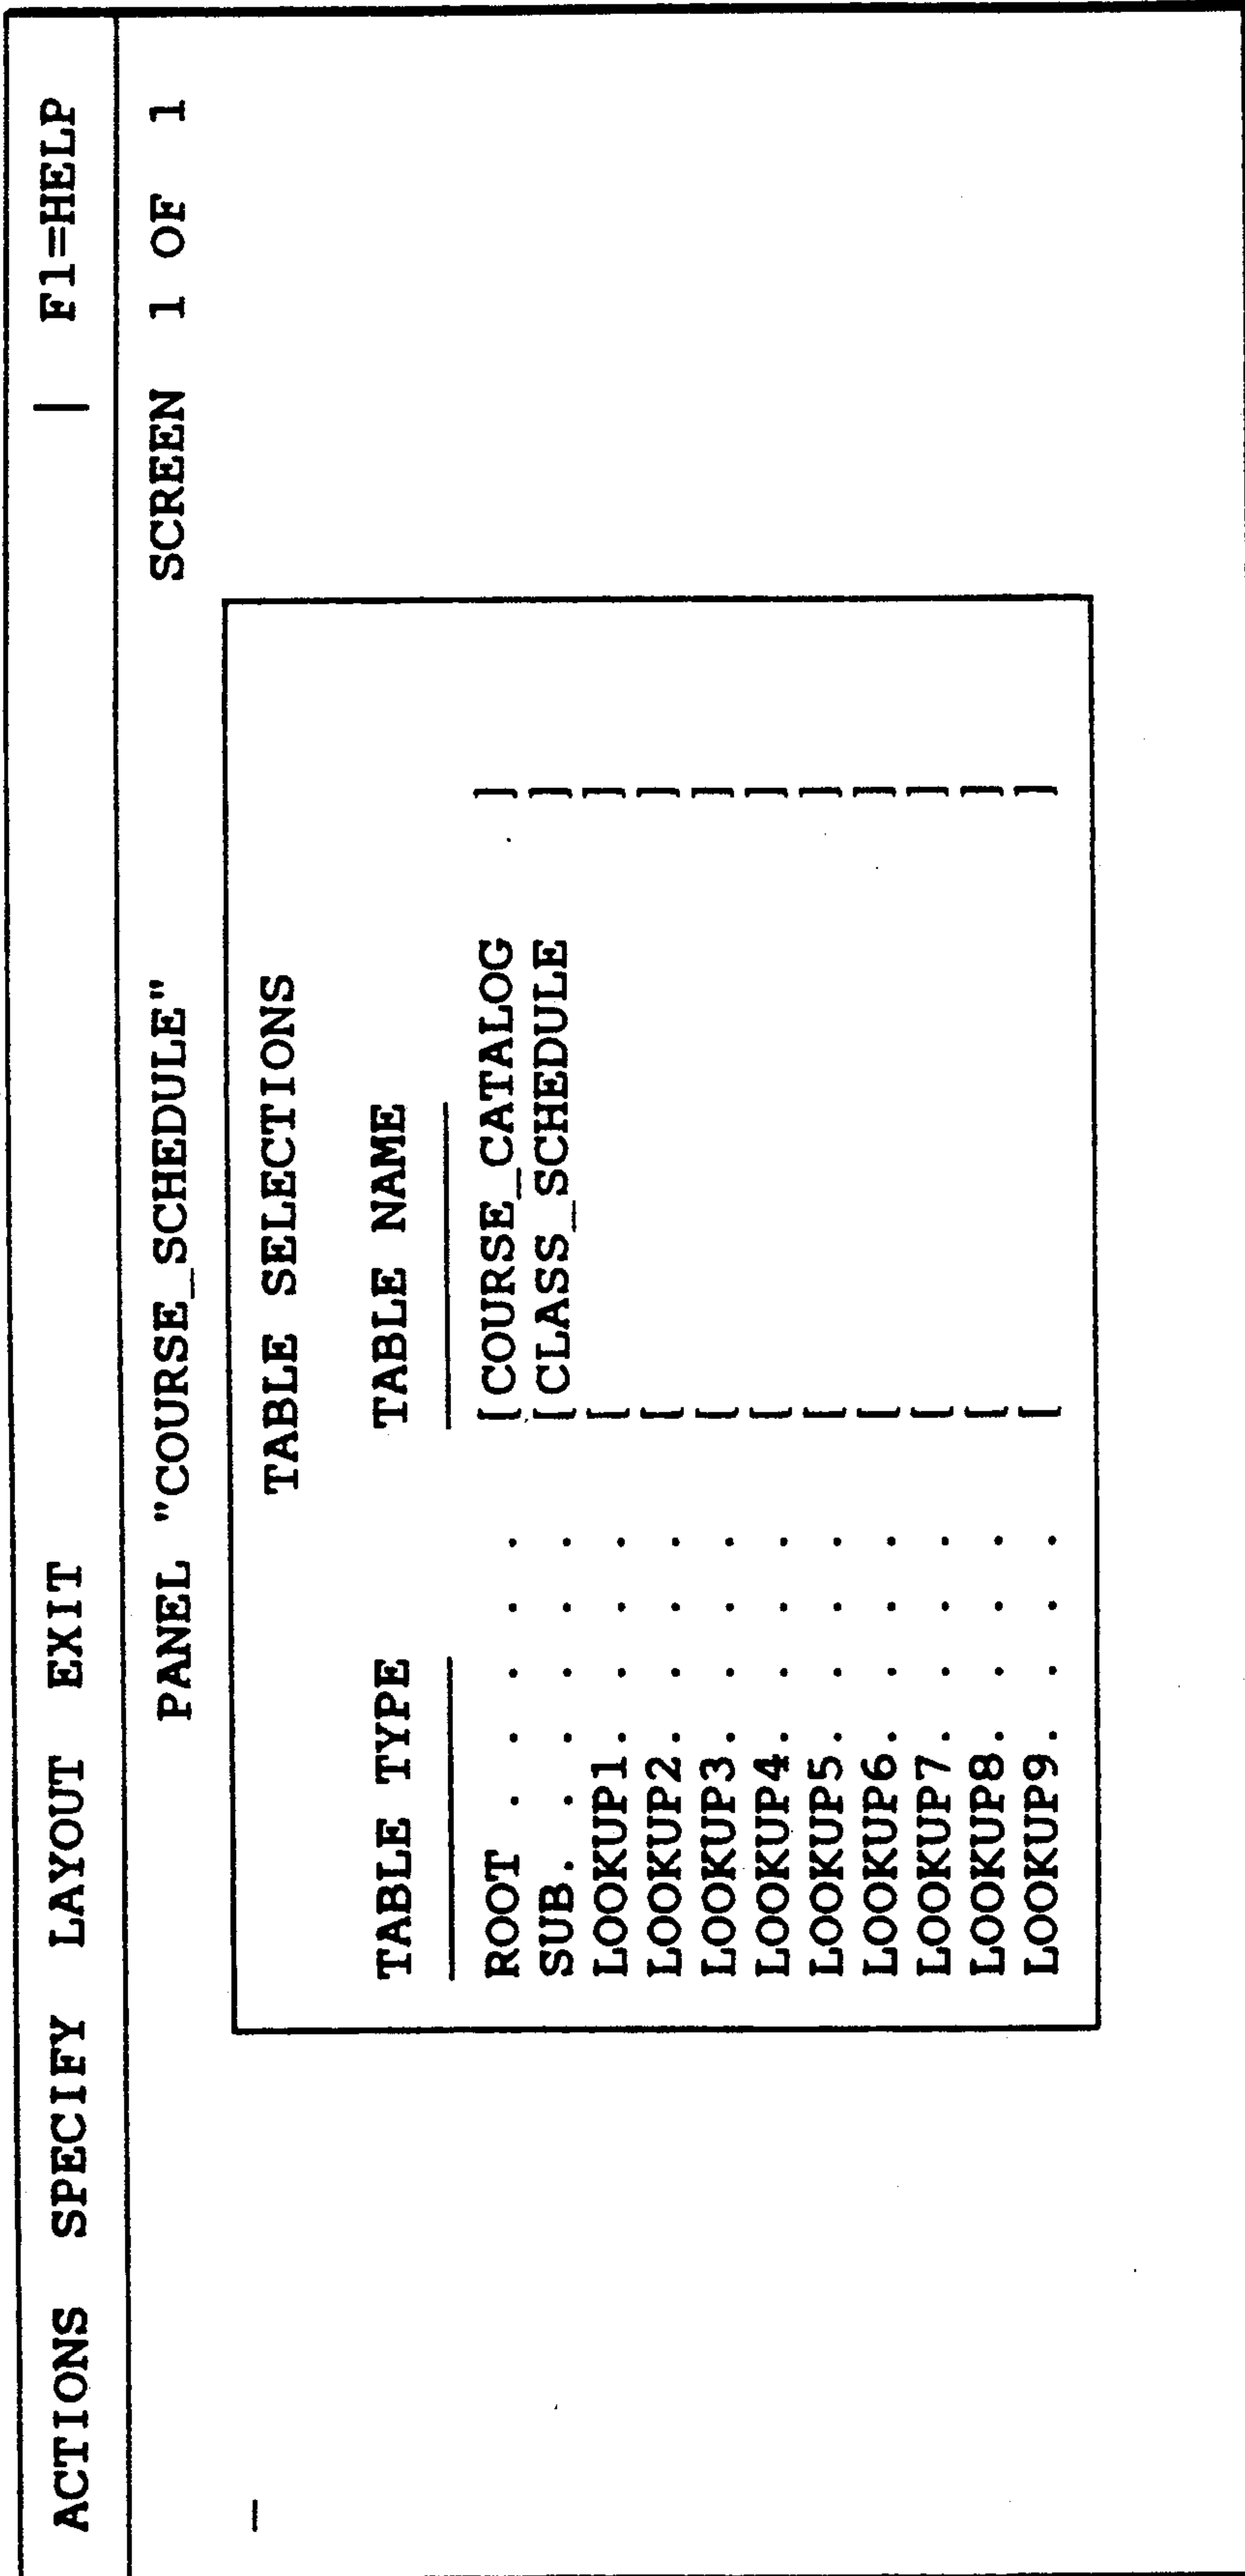 ACTIONS SPECIFY LAYOUT EXIT | F1=HELP
PANEL "COURSE_SCHEDULE" SCREEN 1 OF 1
_
TABLE SELECTIONS
TABLE TYPE TABLE NAME
ROOT . . . . . [COURSE_CATALOG ]
SUB. . . . . . [CLASS_SCHEDULE ]
LOOKUP1. . . . [ ]
LOOKUP2. . . . [ ]
LOOKUP3. . . . [ ]
LOOKUP4. . . . [ ]
LOOKUP5. . . . [ ]
LOOKUP6. . . . [ ]
LOOKUP7. . . . [ ]
LOOKUP8. . . . [ ]
LOOKUP9. . . . [ ]